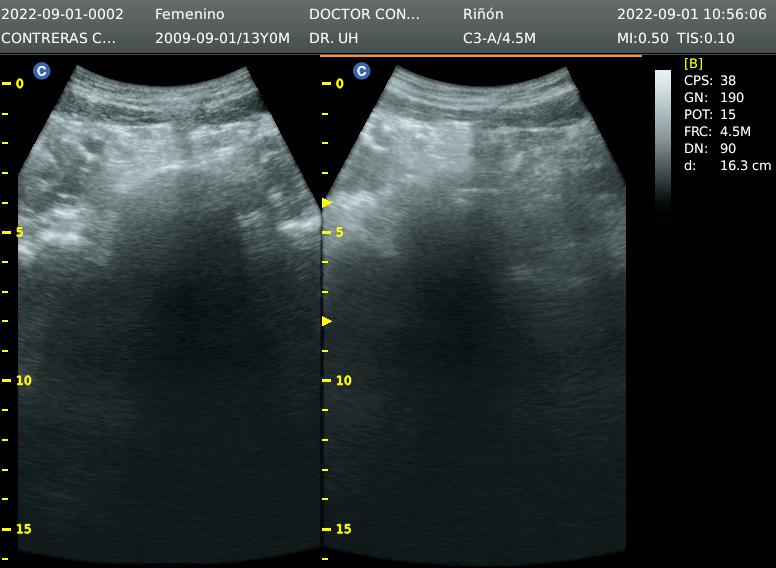 2022-09-01-0002 Femenino DOCTOR CON... Riñón 2022-09-01 10:56:06
CONTRERAS C... 2009-09-01/13Y0M DR. UH C3-A/4.5M MI:0.50 TIS:0.10
C
C
[B]
CPS: 38
GN: 190
POT: 15
FRC: 4.5M
DN: 90
d: 16.3 cm
0
5
10
15
0
5
10
15